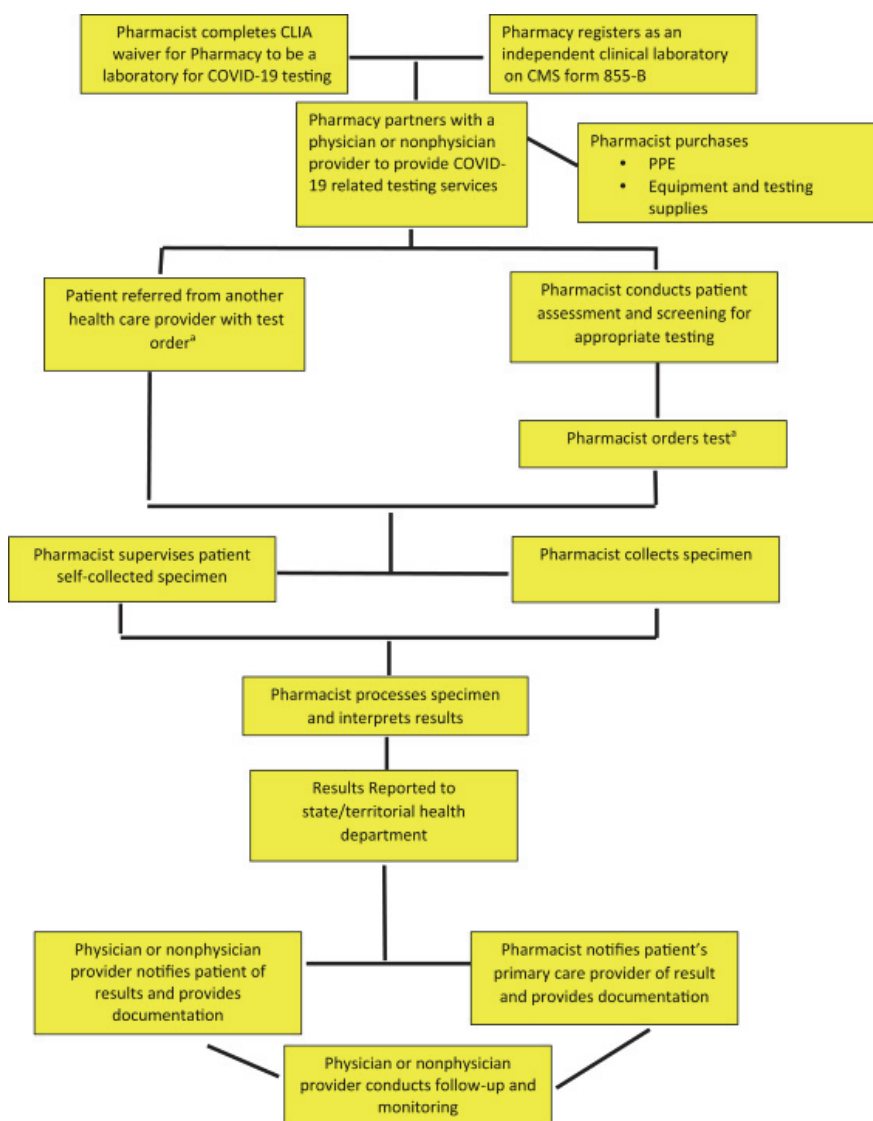 Pharmacist completes CLIA
waiver for Pharmacy to be a
laboratory for COVID-19 testing
Pharmacy registers as an
independent clinical laboratory
on CMS form 855-B
Pharmacy partners with a
physician or nonphysician
provider to provide COVID-
19 related testing services
Pharmacist purchases
• PPE
• Equipment and testing
supplies
Patient referred from another
health care provider with test
orderᵃ
Pharmacist conducts patient
assessment and screening for
appropriate testing
Pharmacist orders testᵃ
Pharmacist supervises patient
self-collected specimen
Pharmacist collects specimen
Pharmacist processes specimen
and interprets results
Results Reported to
state/territorial health
department
Physician or nonphysician
provider notifies patient of
results and provides
documentation
Pharmacist notifies patient’s
primary care provider of result
and provides documentation
Physician or nonphysician
provider conducts follow-up and
monitoring